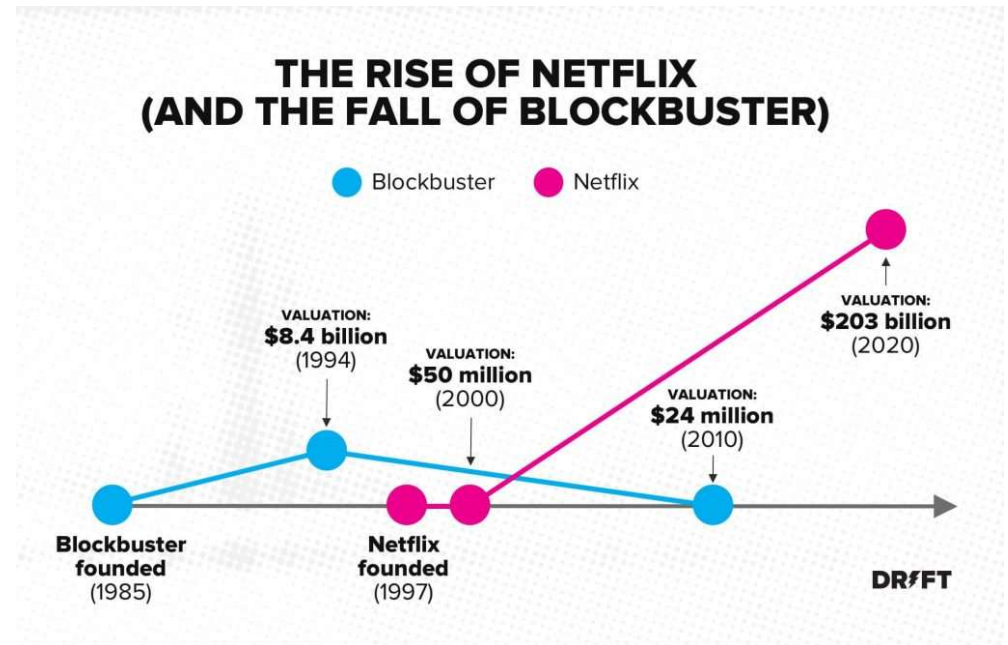 THE RISE OF NETFLIX
(AND THE FALL OF BLOCKBUSTER)
Blockbuster
Netflix
VALUATION:
$8.4 billion
(1994)
VALUATION:
$50 million
(2000)
VALUATION:
$24 million
(2010)
VALUATION:
$203 billion
(2020)
Blockbuster
founded
(1985)
Netflix
founded
(1997)
DRIFT